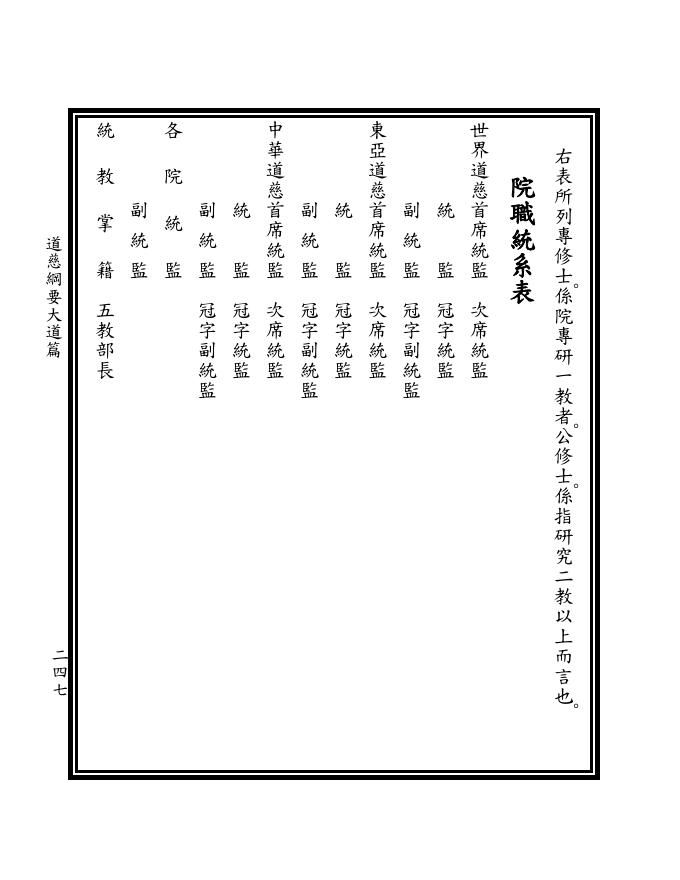 右表所列專修士。係院專研一教者。公修士。係指研究二教以上而言也。
院職統系表
世界道慈首席統監　次席統監
統監　冠字統監
副統監　冠字副統監
東亞道慈首席統監　次席統監
統監　冠字統監
副統監　冠字副統監
中華道慈首席統監　次席統監
統監　冠字統監
副統監　冠字副統監
各院統監
副統監
統教掌籍　五教部長
道慈綱要大道篇
二四七